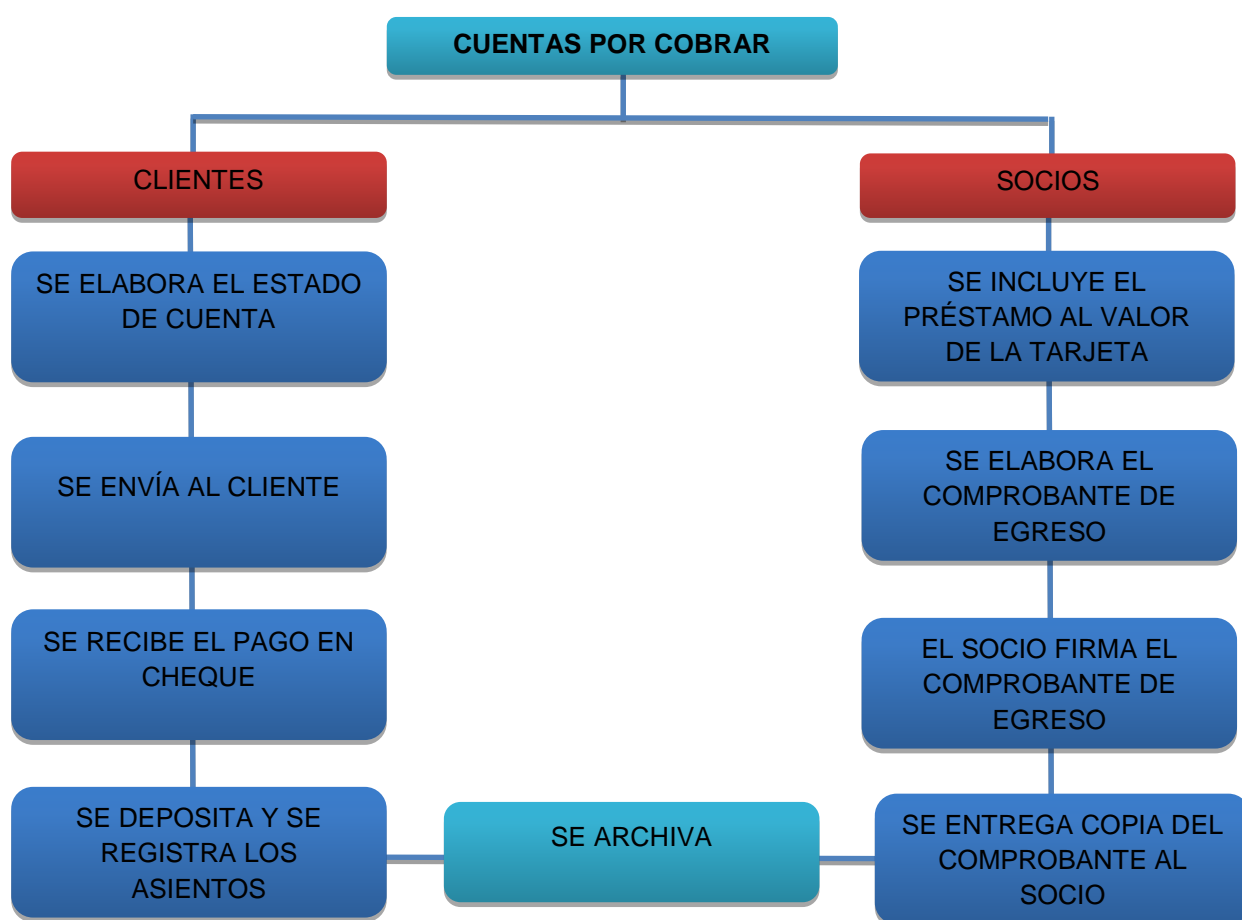 CUENTAS POR COBRAR
CLIENTES
SE ELABORA EL ESTADO
DE CUENTA
SE ENVÍA AL CLIENTE
SE RECIBE EL PAGO EN
CHEQUE
SE DEPOSITA Y SE
REGISTRA LOS
ASIENTOS
SE ARCHIVA
SOCIOS
SE INCLUYE EL
PRÉSTAMO AL VALOR
DE LA TARJETA
SE ELABORA EL
COMPROBANTE DE
EGRESO
EL SOCIO FIRMA EL
COMPROBANTE DE
EGRESO
SE ENTREGA COPIA DEL
COMPROBANTE AL
SOCIO